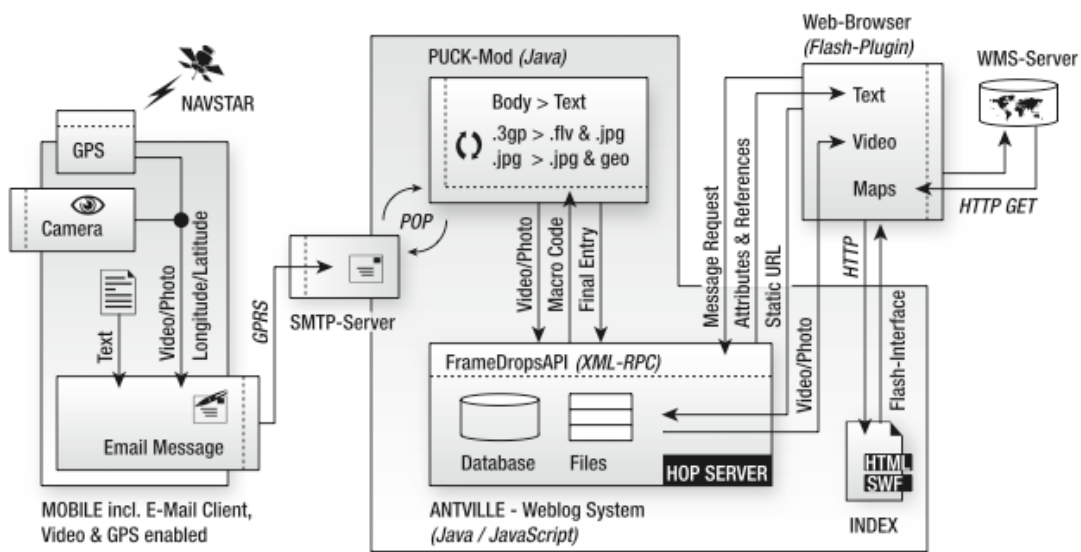 NAVSTAR
GPS
Camera
Text
Video/Photo
Longitude/Latitude
Email Message
MOBILE incl. E-Mail Client,
Video & GPS enabled
GPRS
SMTP-Server
POP
PUCK-Mod (Java)
Body > Text
.3gp > .flv & .jpg
.jpg > .jpg & geo
Video/Photo
Macro Code
Final Entry
FrameDropsAPI (XML-RPC)
Database
Files
HOP SERVER
ANTVILLE - Weblog System
(Java / JavaScript)
Message Request
Attributes & References
Static URL
Video/Photo
Web-Browser
(Flash-Plugin)
Text
Video
Maps
WMS-Server
HTTP GET
HTTP
Flash-Interface
HTML
SWF
INDEX